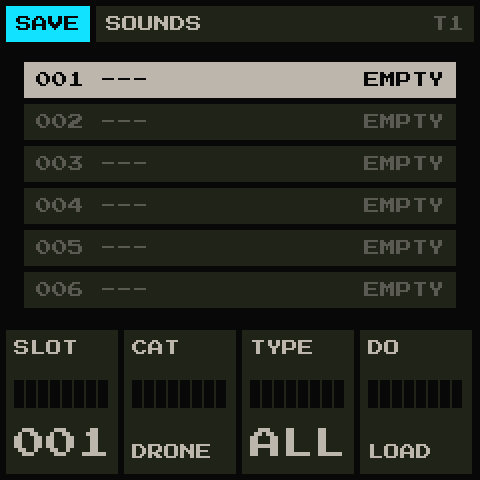 SAVE SOUNDS T1
001 --- EMPTY
002 --- EMPTY
003 --- EMPTY
004 --- EMPTY
005 --- EMPTY
006 --- EMPTY
SLOT CAT TYPE DO
001 DRONE ALL LOAD